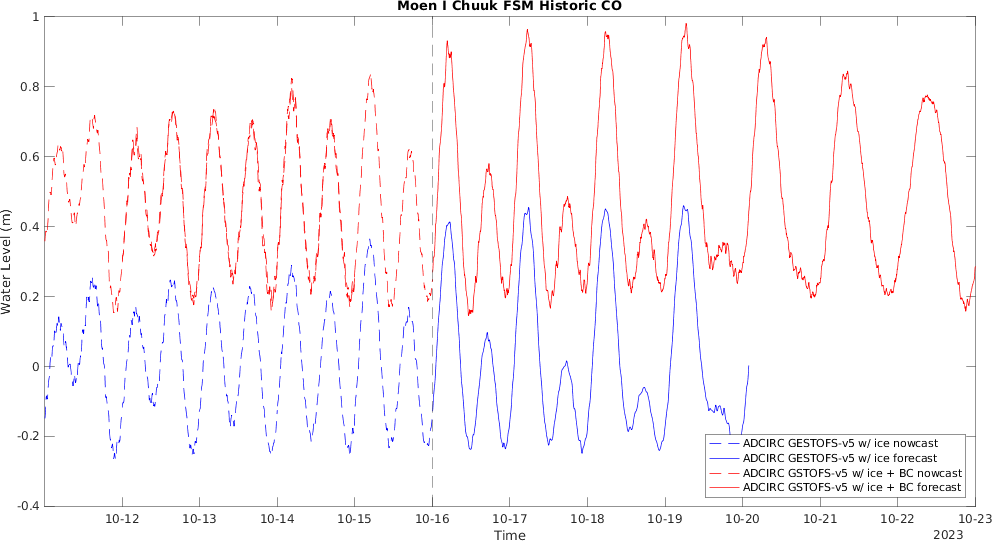 Moen I Chuuk FSM Historic CO
1
0.8
0.6
0.4
0.2
0
-0.2
-0.4
Water Level (m)
10-12 10-13 10-14 10-15 10-16 10-17 10-18 10-19 10-20 10-21 10-22 10-23
Time
2023
ADCIRC GESTOFS-v5 w/ ice nowcast
ADCIRC GESTOFS-v5 w/ ice forecast
ADCIRC GSTOFS-v5 w/ ice + BC nowcast
ADCIRC GSTOFS-v5 w/ ice + BC forecast